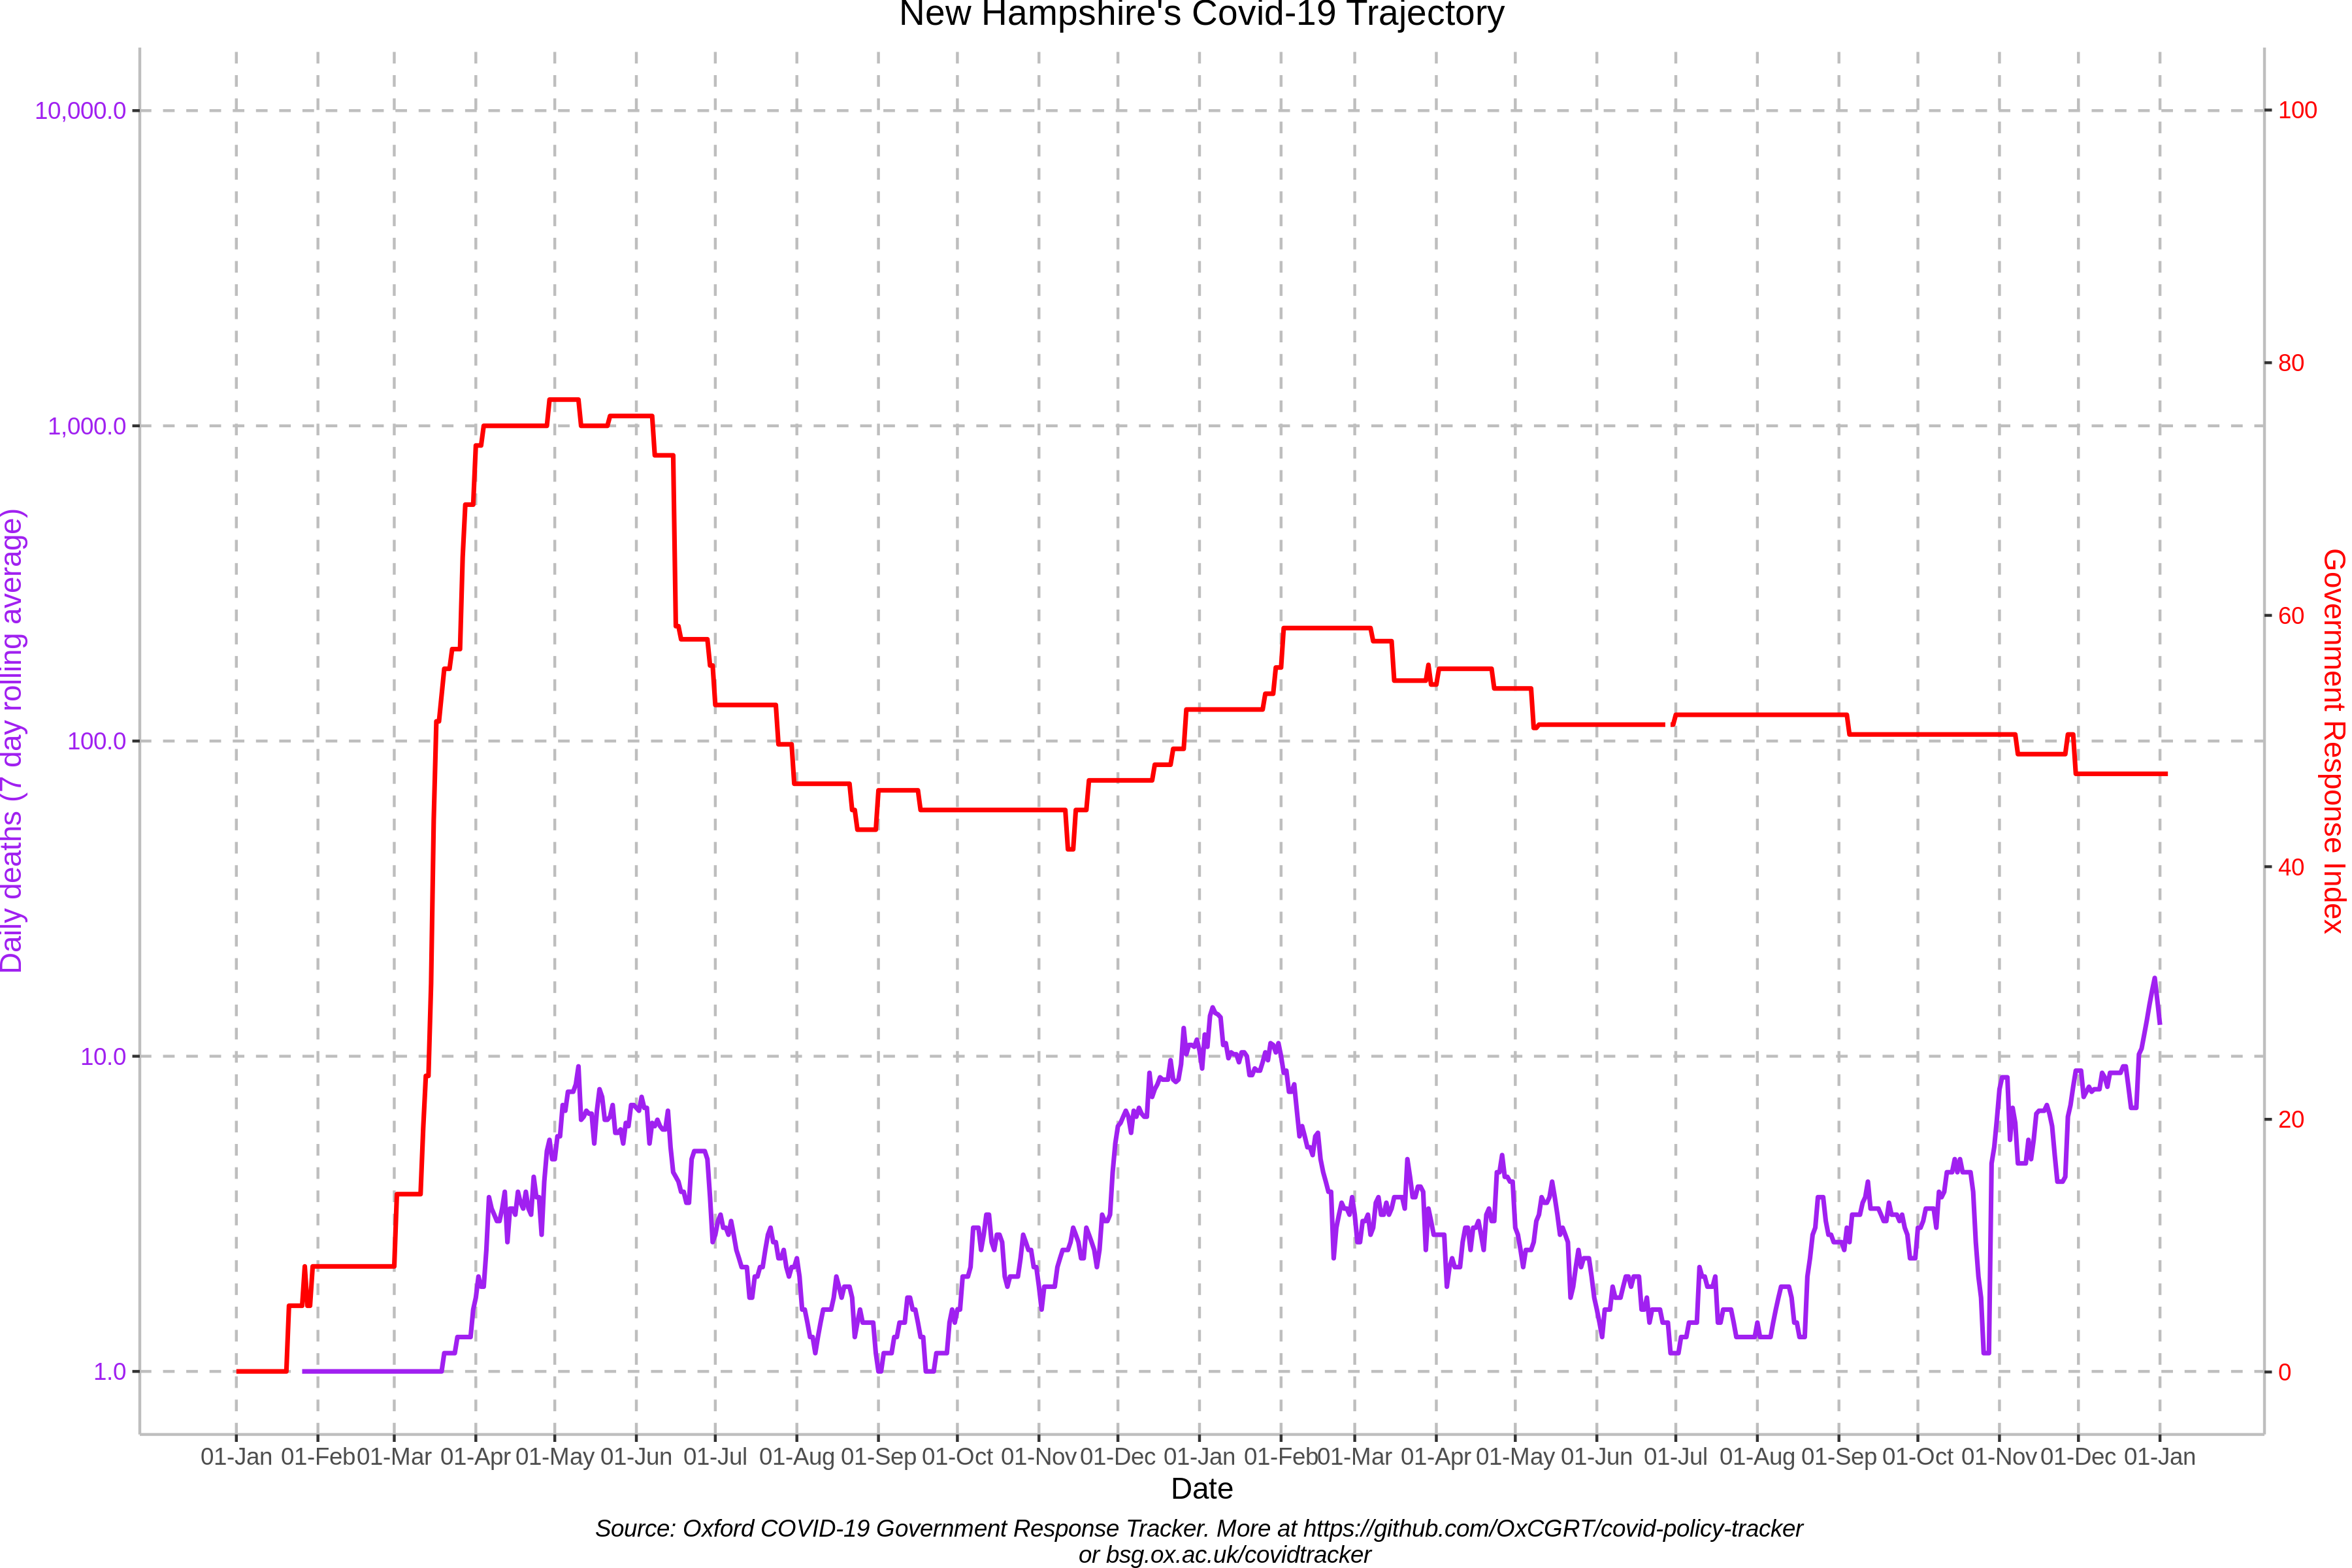 New Hampshire's Covid-19 Trajectory
10,000.0
1,000.0
100.0
10.0
1.0
Daily deaths (7 day rolling average)
100
80
60
40
20
0
Government Response Index
01-Jan 01-Feb 01-Mar 01-Apr 01-May 01-Jun 01-Jul 01-Aug 01-Sep 01-Oct 01-Nov 01-Dec 01-Jan 01-Feb 01-Mar 01-Apr 01-May 01-Jun 01-Jul 01-Aug 01-Sep 01-Oct 01-Nov 01-Dec 01-Jan
Date
Source: Oxford COVID-19 Government Response Tracker. More at https://github.com/OxCGRT/covid-policy-tracker
or bsg.ox.ac.uk/covidtracker